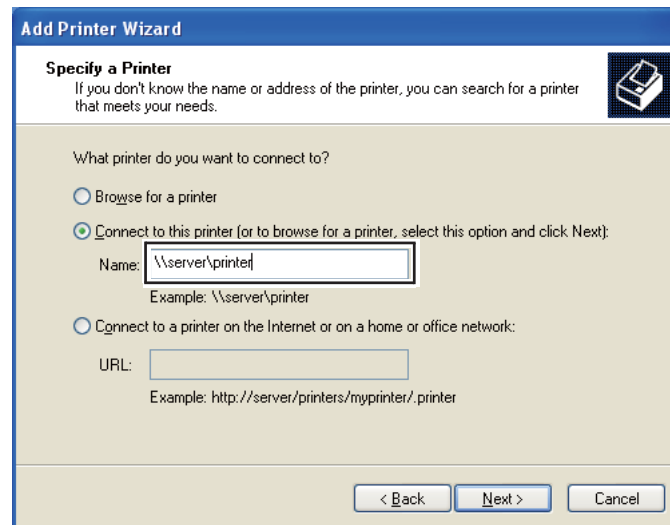 Add Printer Wizard
Specify a Printer
If you don't know the name or address of the printer, you can search for a printer
that meets your needs.
What printer do you want to connect to?
Browse for a printer
Connect to this printer (or to browse for a printer, select this option and click Next):
Name: \\server\printer
Example: \\server\printer
Connect to a printer on the Internet or on a home or office network:
URL:
Example: http://server/printers/myprinter/.printer
< Back Next > Cancel